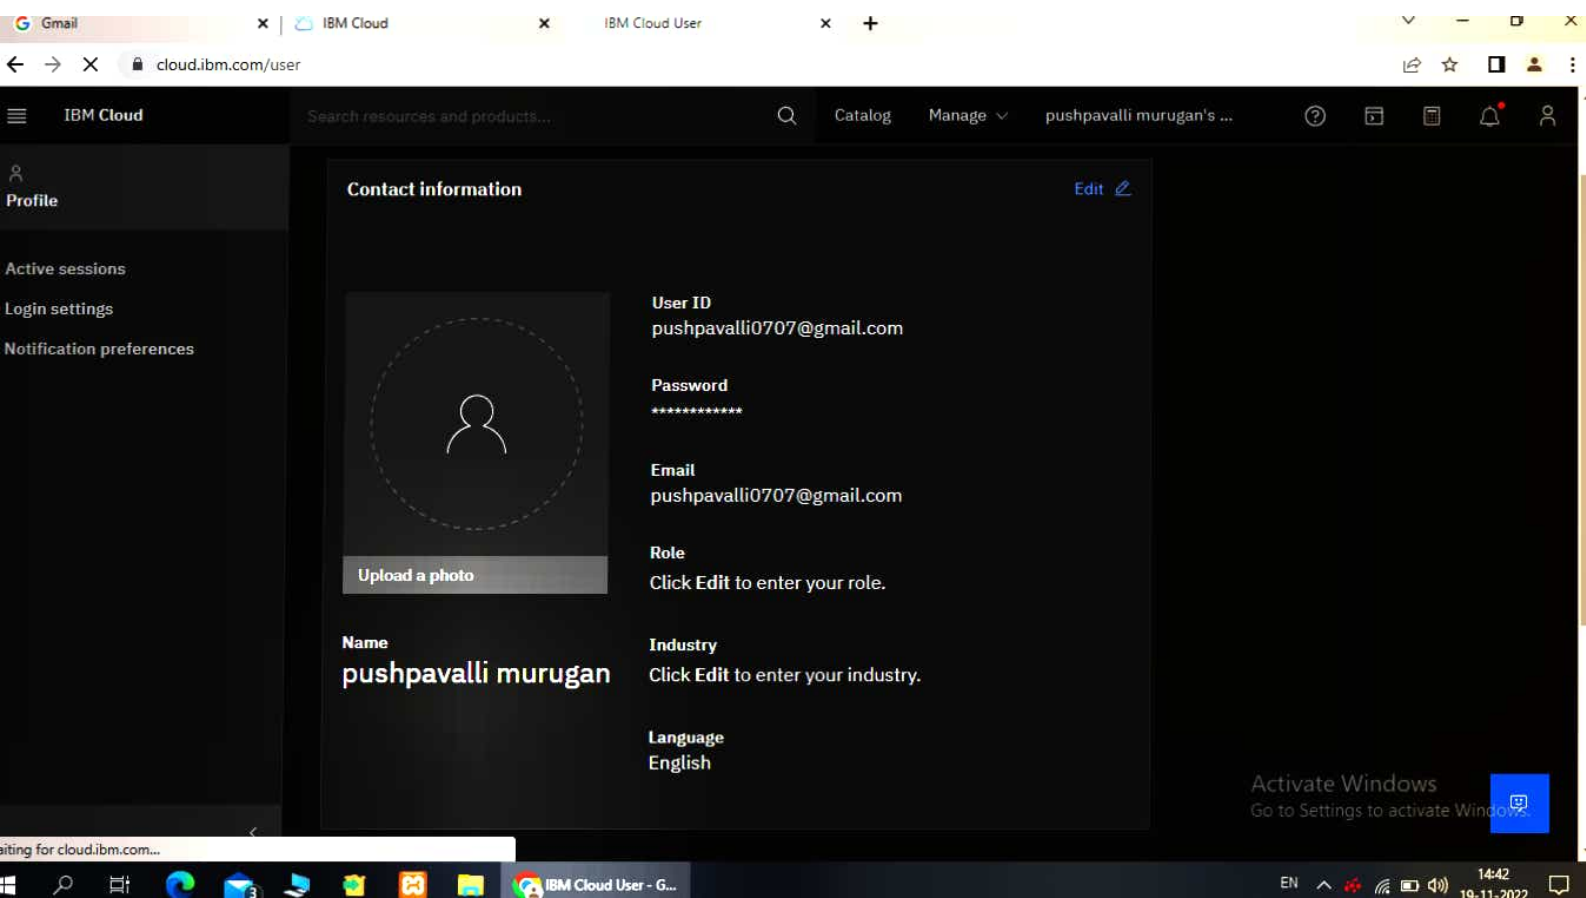 Gmail
IBM Cloud
IBM Cloud User
cloud.ibm.com/user
IBM Cloud
Search resources and products...
Catalog
Manage
pushpavalli murugan's ...
Profile
Active sessions
Login settings
Notification preferences
Contact information
Edit
Upload a photo
Name
pushpavalli murugan
User ID
pushpavalli0707@gmail.com
Password
************
Email
pushpavalli0707@gmail.com
Role
Click Edit to enter your role.
Industry
Click Edit to enter your industry.
Language
English
Activate Windows
Go to Settings to activate Windows.
aiting for cloud.ibm.com...
3
IBM Cloud User - G...
EN
14:42
19-11-2022